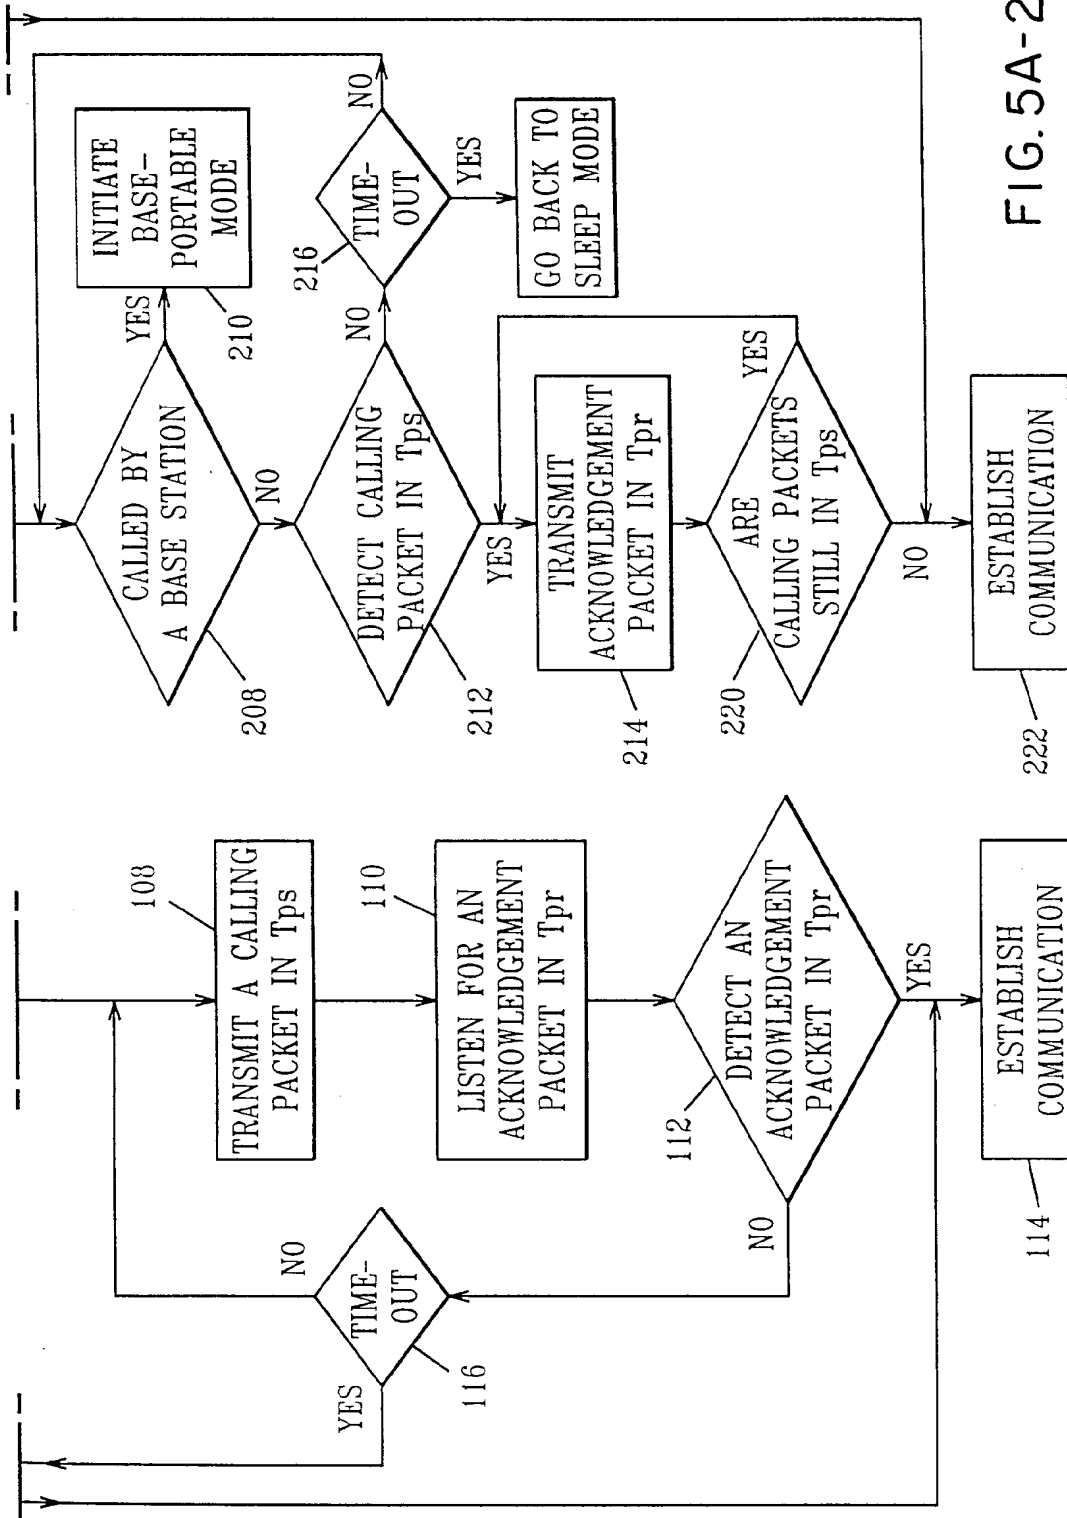 108
TRANSMIT A CALLING
PACKET IN Tps
110
LISTEN FOR AN
ACKNOWLEDGEMENT
PACKET IN Tpr
112
DETECT AN
ACKNOWLEDGEMENT
PACKET IN Tpr
NO
YES
TIME-
OUT
116
NO
YES
ESTABLISH
COMMUNICATION
114
CALLED BY
A BASE STATION
208
YES
NO
INITIATE
BASE-
PORTABLE
MODE
210
DETECT CALLING
PACKET IN Tps
212
NO
YES
TIME-
OUT
216
NO
YES
GO BACK TO
SLEEP MODE
TRANSMIT
ACKNOWLEDGEMENT
PACKET IN Tpr
214
ARE
CALLING PACKETS
STILL IN Tps
220
YES
NO
ESTABLISH
COMMUNICATION
222
FIG. 5A-2